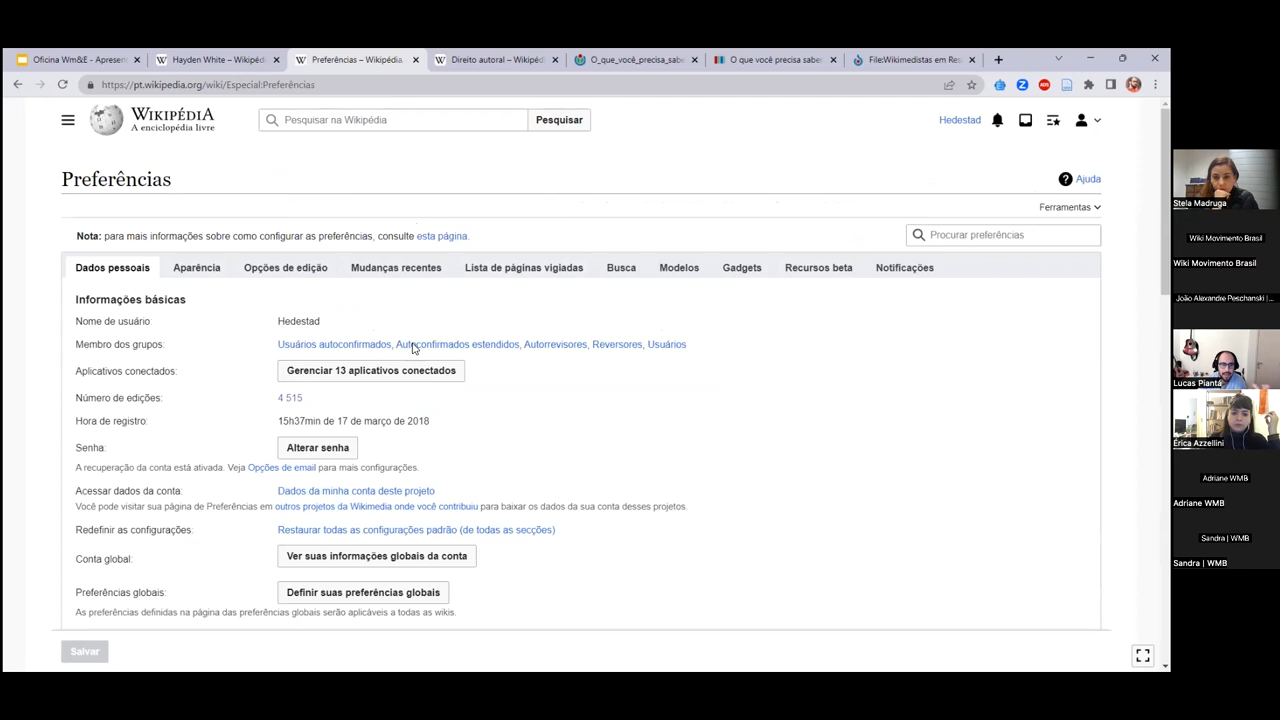 Oficina Wm&E - Apresen
Hayden White – Wikipéd
Preferências – Wikipédia,
Direito autoral – Wikipédi
O_que_você_precisa_sabe
O que você precisa saber
File:Wikimedistas em Res
https://pt.wikipedia.org/wiki/Especial:Preferências
WIKIPÉDIA
A enciclopédia livre
Pesquisar na Wikipédia
Pesquisar
Hedestad
Preferências
Ajuda
Ferramentas
Nota: para mais informações sobre como configurar as preferências, consulte esta página.
Procurar preferências
Dados pessoais
Aparência
Opções de edição
Mudanças recentes
Lista de páginas vigiadas
Busca
Modelos
Gadgets
Recursos beta
Notificações
Informações básicas
Nome de usuário: Hedestad
Membro dos grupos: Usuários autoconfirmados, Autoconfirmados estendidos, Autorrevisores, Reversores, Usuários
Aplicativos conectados: Gerenciar 13 aplicativos conectados
Número de edições: 4 515
Hora de registro: 15h37min de 17 de março de 2018
Senha: Alterar senha
A recuperação da conta está ativada. Veja Opções de email para mais configurações.
Acessar dados da conta: Dados da minha conta deste projeto
Você pode visitar sua página de Preferências em outros projetos da Wikimedia onde você contribuiu para baixar os dados da sua conta desses projetos.
Redefinir as configurações: Restaurar todas as configurações padrão (de todas as secções)
Conta global: Ver suas informações globais da conta
Preferências globais: Definir suas preferências globais
As preferências definidas na página das preferências globais serão aplicáveis a todas as wikis.
Salvar
Stela Madruga
Wiki Movimento Brasil
Wiki Movimento Brasil
João Alexandre Peschanski |...
Lucas Piantá
Érica Azzellini
Adriane WMB
Adriane WMB
Sandra | WMB
Sandra | WMB